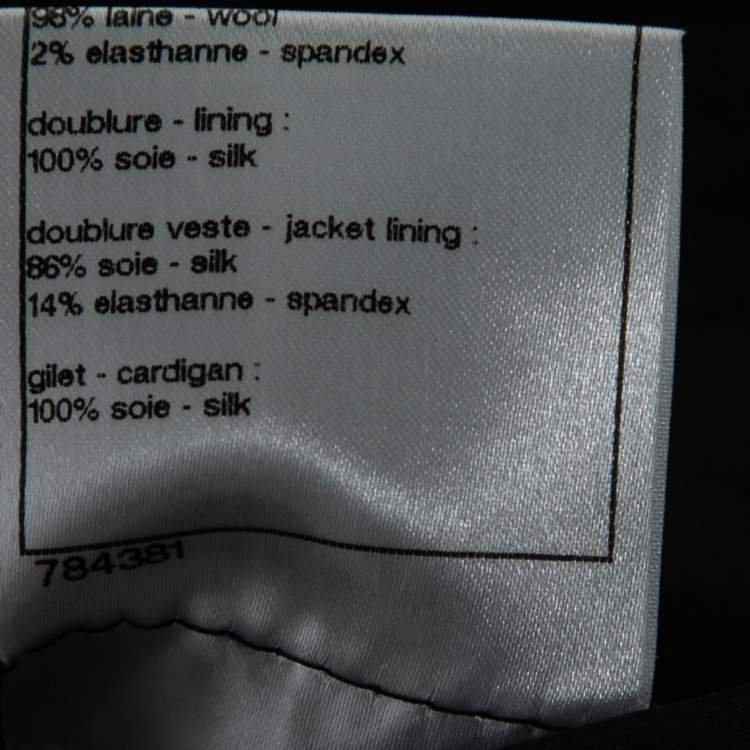 98% laine - wool
2% elasthanne - spandex
doublure - lining :
100% soie - silk
doublure veste - jacket lining :
86% soie - silk
14% elasthanne - spandex
gilet - cardigan :
100% soie - silk
784381